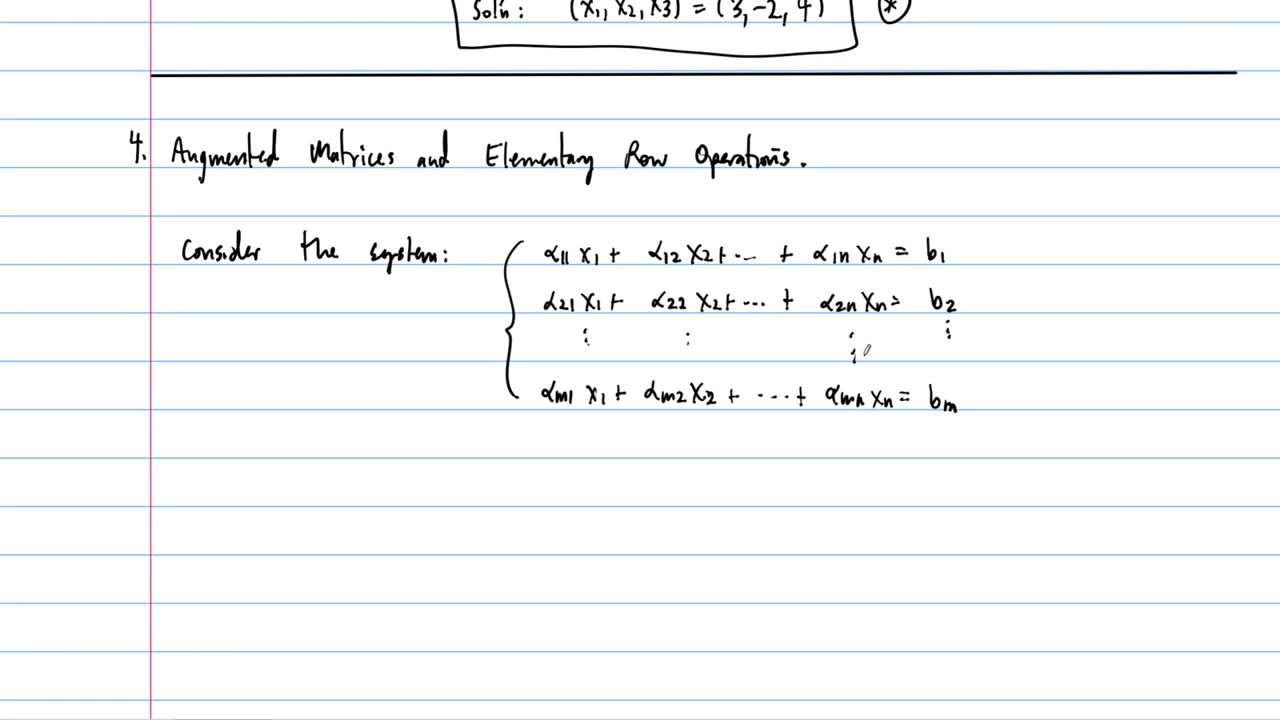 Sol'n: (x₁, x₂, x₃) = (3, -2, 4) *
4. Augmented Matrices and Elementary Row Operations.
Consider the system: { α₁₁ x₁ + α₁₂ x₂ + ... + α₁ₙ xₙ = b₁
α₂₁ x₁ + α₂₂ x₂ + ... + α₂ₙ xₙ = b₂
⋮ ⋮ ⋮ ⋮
αₘ₁ x₁ + αₘ₂ x₂ + ... + αₘₙ xₙ = bₘ